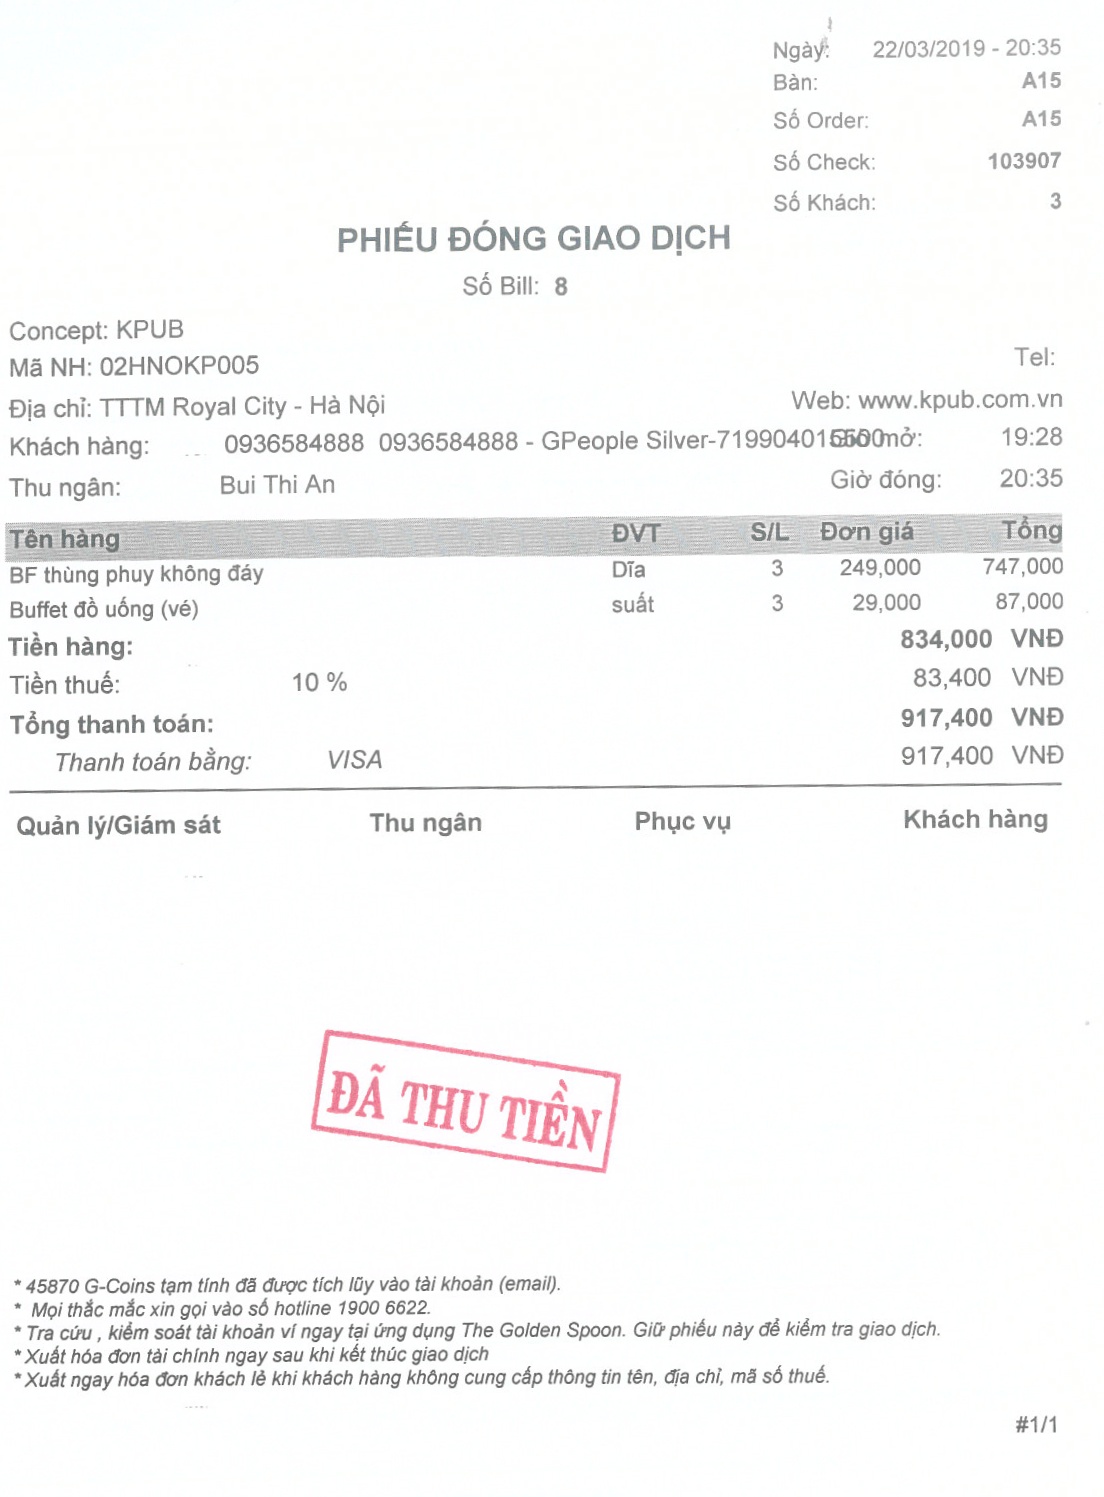 Ngày: 22/03/2019 - 20:35
Bàn: A15
Số Order: A15
Số Check: 103907
Số Khách: 3
PHIẾU ĐÓNG GIAO DỊCH
Số Bill: 8
Concept: KPUB
Mã NH: 02HNOKP005
Tel:
Địa chỉ: TTTM Royal City - Hà Nội
Web: www.kpub.com.vn
Khách hàng: 0936584888 0936584888 - GPeople Silver- mở: 19:28
Thu ngân: Bui Thi An
Giờ đóng: 20:35
Tên hàng ĐVT S/L Đơn giá Tổng
BF thùng phuy không đáy Dĩa 3 249,000 747,000
Buffet đồ uống (vé) suất 3 29,000 87,000
Tiền hàng: 834,000 VNĐ
Tiền thuế: 10 % 83,400 VNĐ
Tổng thanh toán: 917,400 VNĐ
Thanh toán bằng: VISA 917,400 VNĐ
Quản lý/Giám sát Thu ngân Phục vụ Khách hàng
ĐÃ THU TIỀN
* 45870 G-Coins tạm tính đã được tích lũy vào tài khoản (email).
* Mọi thắc mắc xin gọi vào số hotline 1900 6622.
* Tra cứu , kiểm soát tài khoản ví ngay tại ứng dụng The Golden Spoon. Giữ phiếu này để kiểm tra giao dịch.
* Xuất hóa đơn tài chính ngay sau khi kết thúc giao dịch
* Xuất ngay hóa đơn khách lẻ khi khách hàng không cung cấp thông tin tên, địa chỉ, mã số thuế.
#1/1